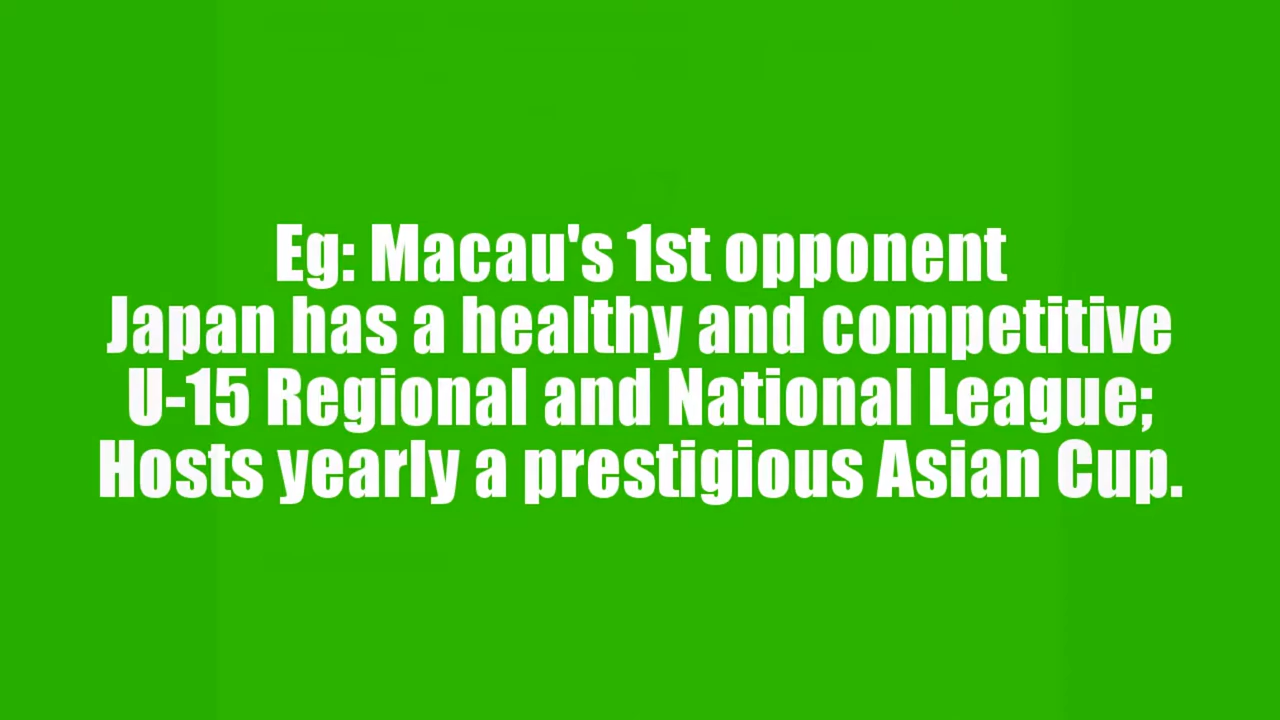 Eg: Macau's 1st opponent
Japan has a healthy and competitive
U-15 Regional and National League;
Hosts yearly a prestigious Asian Cup.